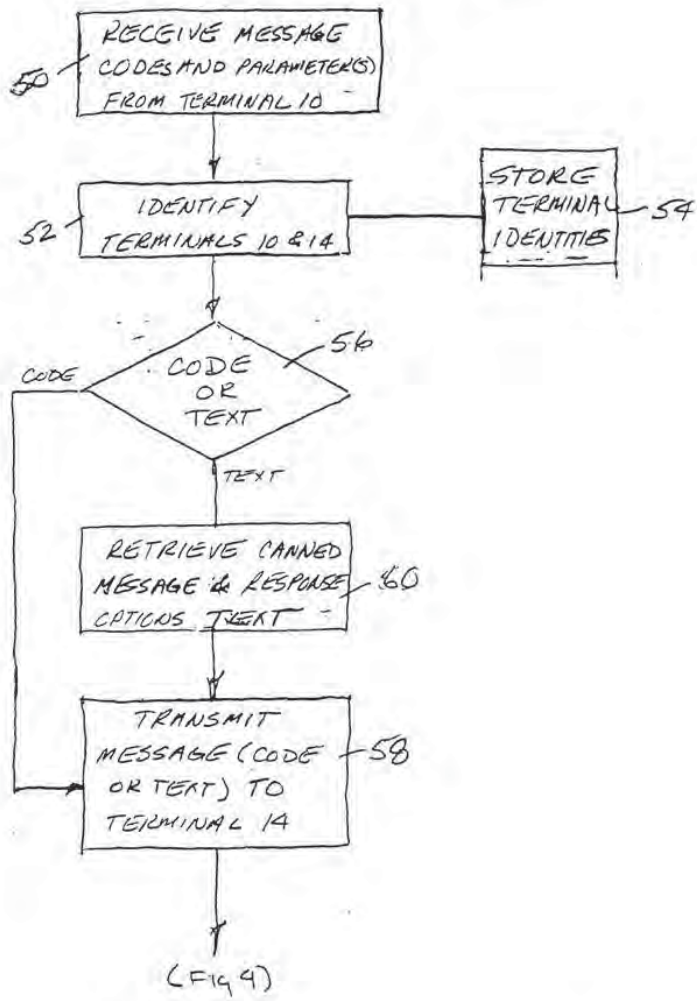 RECEIVE MESSAGE
CODES AND PARAMETER(S)
FROM TERMINAL 10
50
IDENTIFY
TERMINALS 10 & 14
52
STORE
TERMINAL
IDENTITIES
54
56
CODE
OR
TEXT
CODE
TEXT
RETRIEVE CANNED
MESSAGE & RESPONSE
OPTIONS TEXT
60
TRANSMIT
MESSAGE (CODE
OR TEXT) TO
TERMINAL 14
58
(Fig 4)